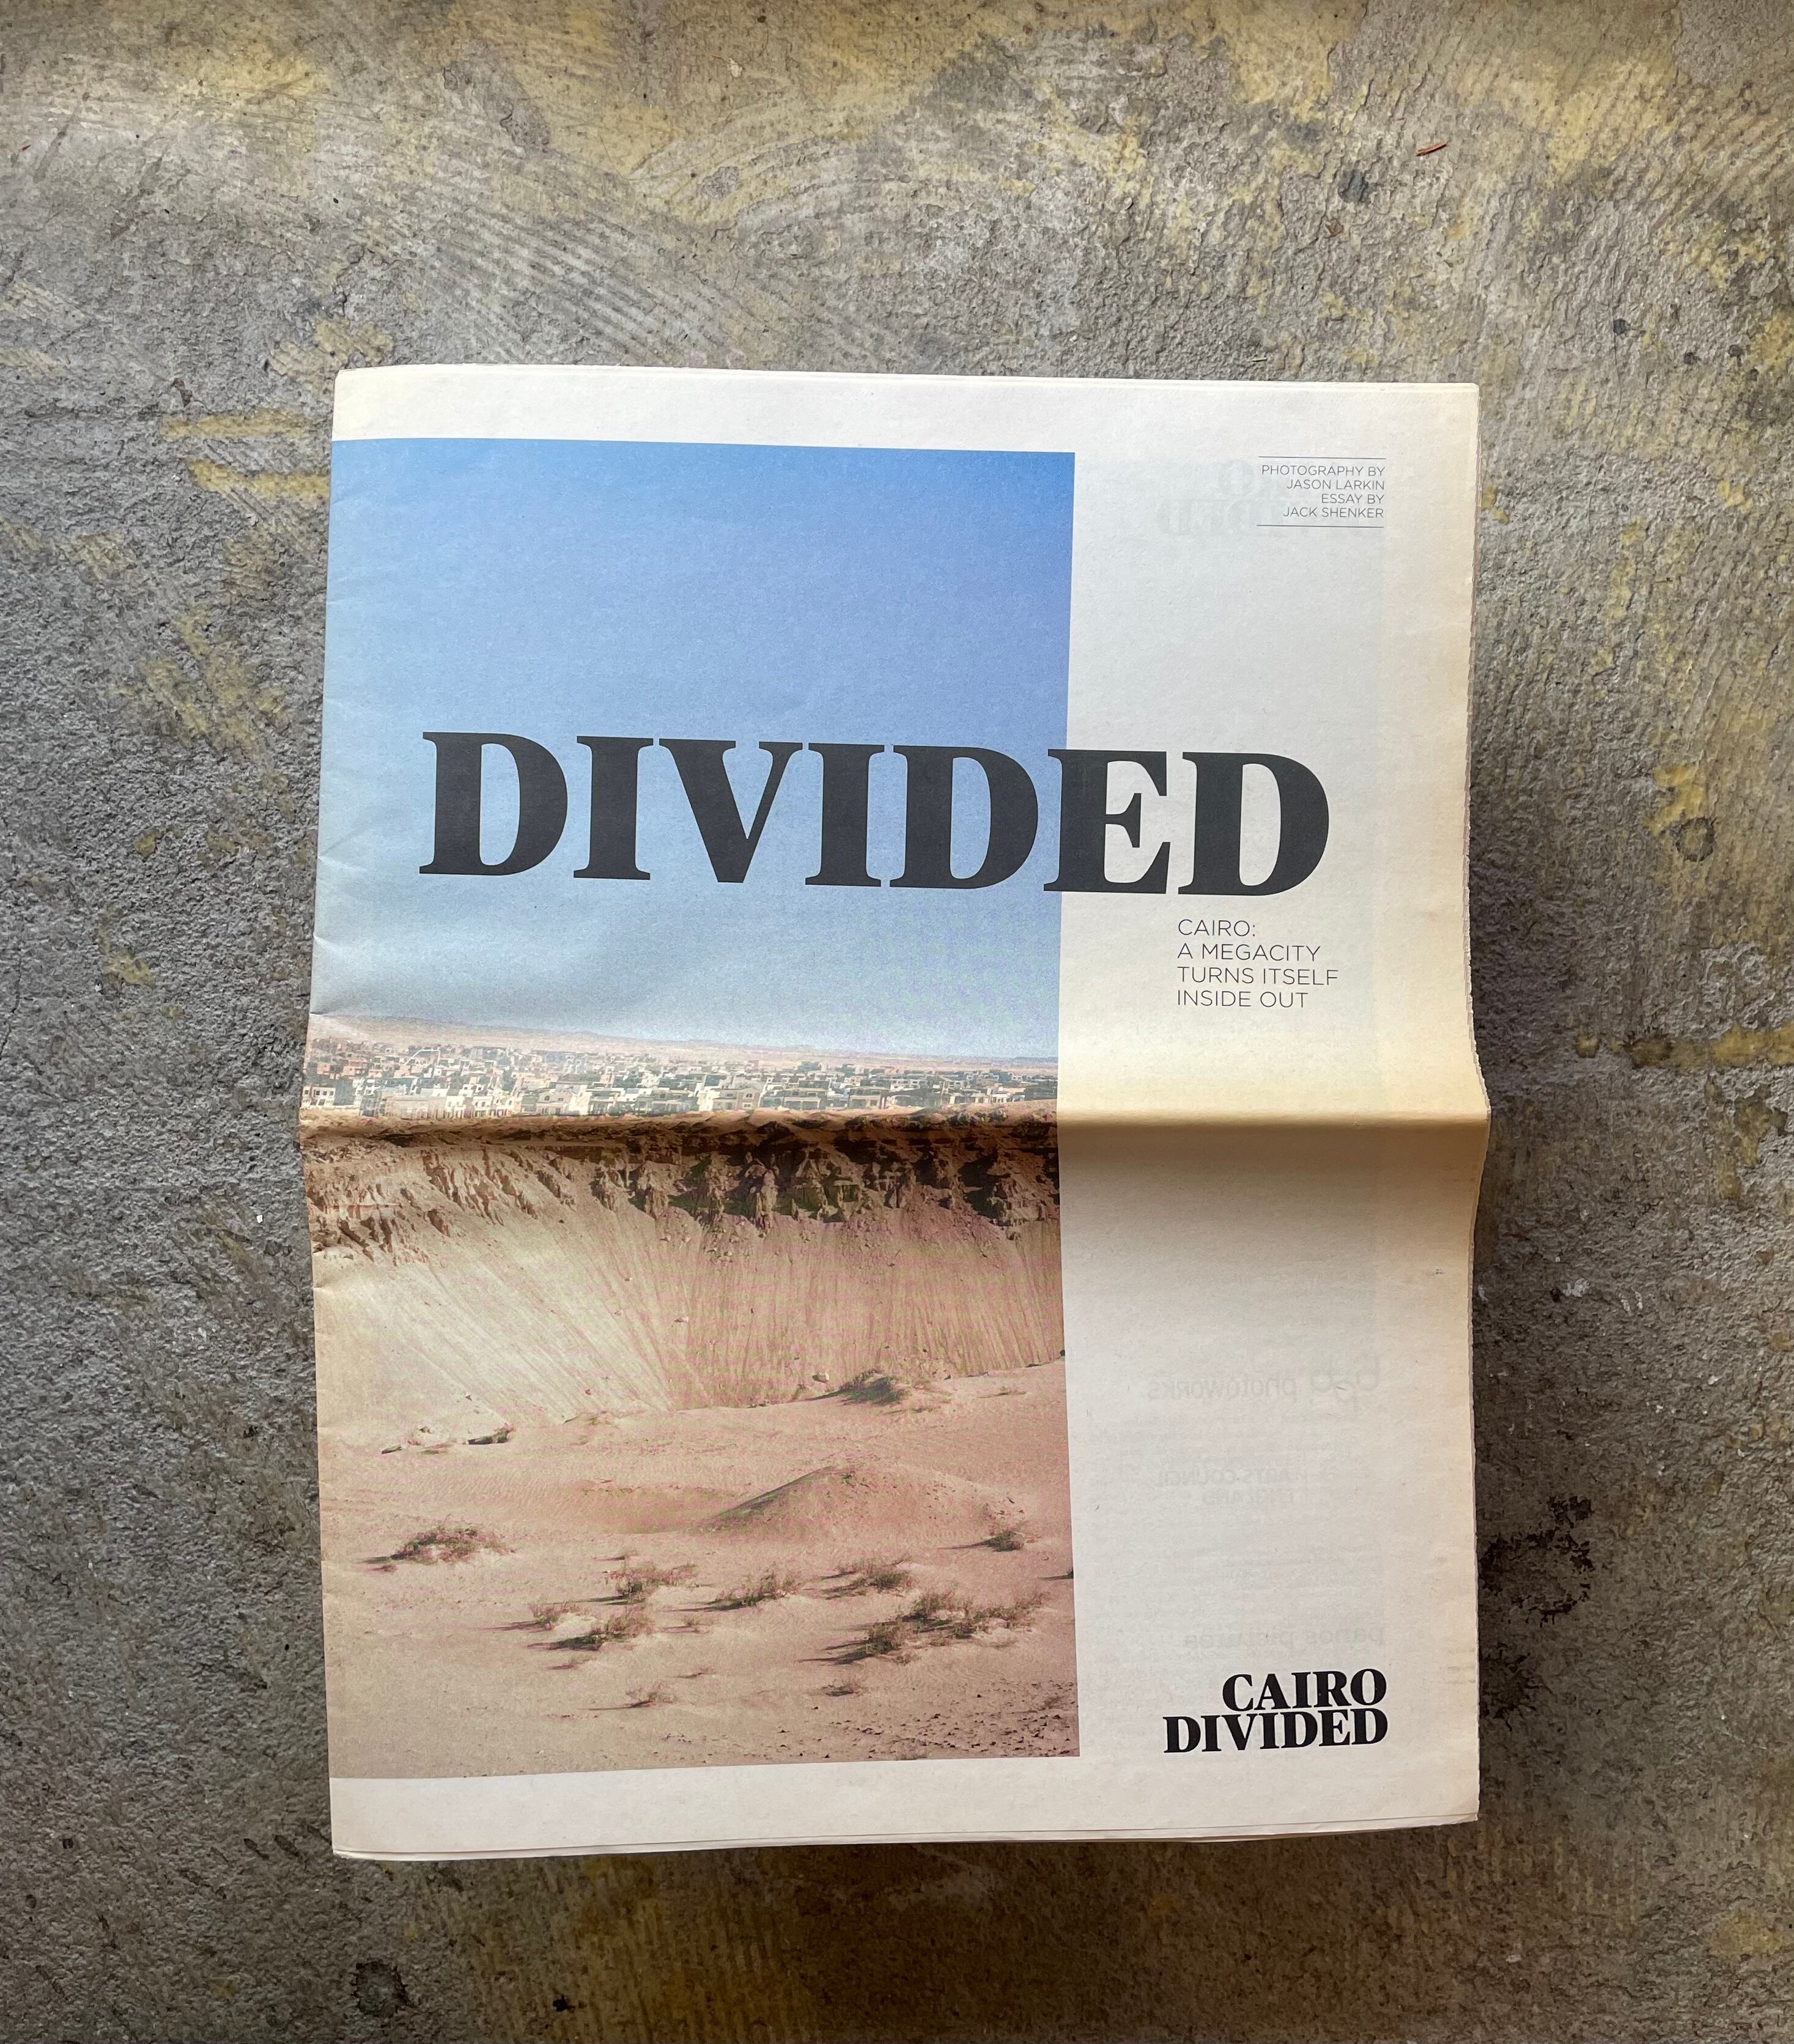 PHOTOGRAPHY BY
JASON LARKIN
ESSAY BY
JACK SHENKER
DIVIDED
CAIRO:
A MEGACITY
TURNS ITSELF
INSIDE OUT
CAIRO
DIVIDED